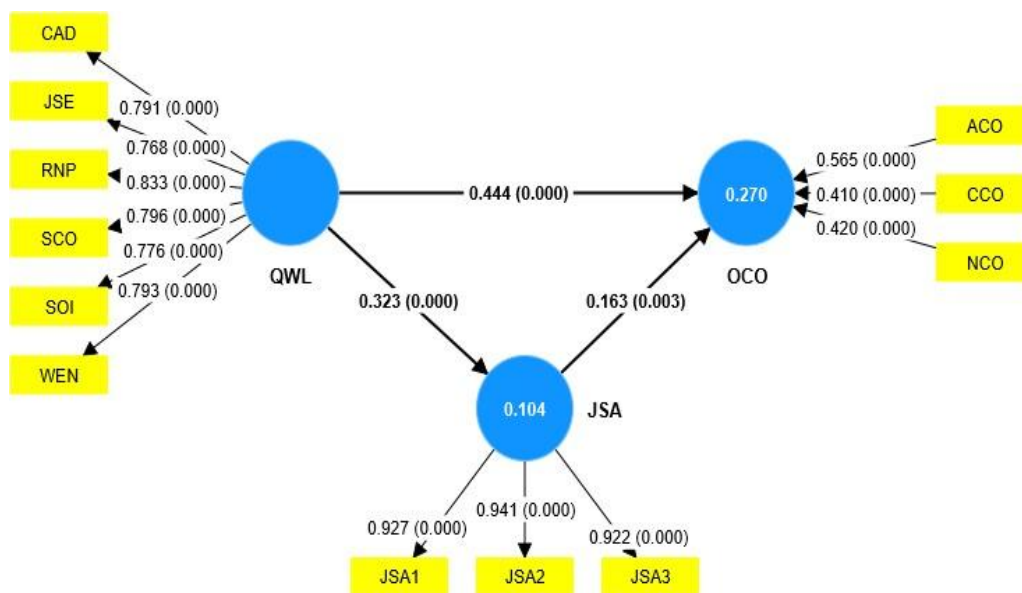 CAD
JSE
RNP
SCO
SOI
WEN
0.791 (0.000)
0.768 (0.000)
0.833 (0.000)
0.796 (0.000)
0.776 (0.000)
0.793 (0.000)
QWL
0.444 (0.000)
0.323 (0.000)
0.163 (0.003)
0.270
OCO
0.565 (0.000)
0.410 (0.000)
0.420 (0.000)
ACO
CCO
NCO
0.104
JSA
0.927 (0.000)
0.941 (0.000)
0.922 (0.000)
JSA1
JSA2
JSA3